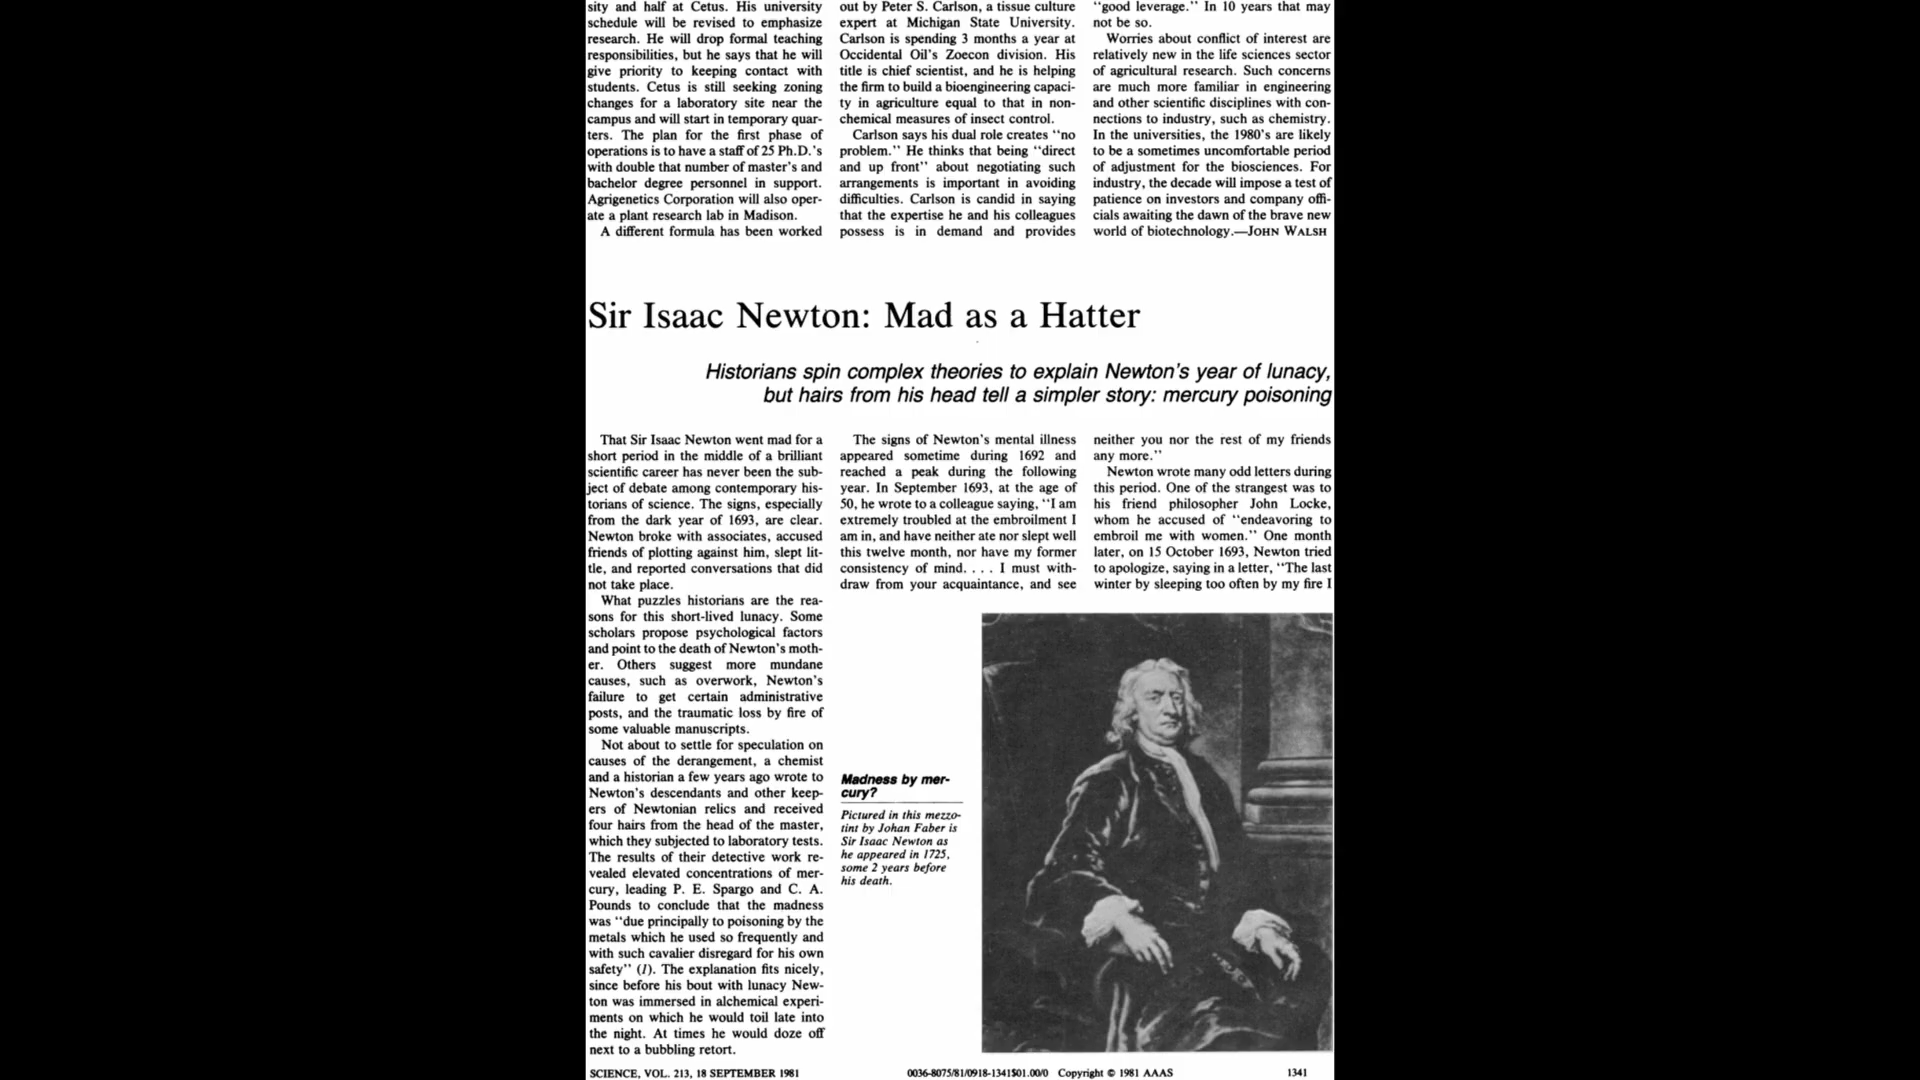 sity and half at Cetus. His university
schedule will be revised to emphasize
research. He will drop formal teaching
responsibilities, but he says that he will
give priority to keeping contact with
students. Cetus is still seeking zoning
changes for a laboratory site near the
campus and will start in temporary quar-
ters. The plan for the first phase of
operations is to have a staff of 25 Ph.D.'s
with double that number of master's and
bachelor degree personnel in support.
Agrigenetics Corporation will also oper-
ate a plant research lab in Madison.
A different formula has been worked
out by Peter S. Carlson, a tissue culture
expert at Michigan State University.
Carlson is spending 3 months a year at
Occidental Oil's Zoecon division. His
title is chief scientist, and he is helping
the firm to build a bioengineering capaci-
ty in agriculture equal to that in non-
chemical measures of insect control.
Carlson says his dual role creates "no
problem." He thinks that being "direct
and up front" about negotiating such
arrangements is important in avoiding
difficulties. Carlson is candid in saying
that the expertise he and his colleagues
possess is in demand and provides
"good leverage." In 10 years that may
not be so.
Worries about conflict of interest are
relatively new in the life sciences sector
of agricultural research. Such concerns
are much more familiar in engineering
and other scientific disciplines with con-
nections to industry, such as chemistry.
In the universities, the 1980's are likely
to be a sometimes uncomfortable period
of adjustment for the biosciences. For
industry, the decade will impose a test of
patience on investors and company offi-
cials awaiting the dawn of the brave new
world of biotechnology.—JOHN WALSH
Sir Isaac Newton: Mad as a Hatter
Historians spin complex theories to explain Newton's year of lunacy,
but hairs from his head tell a simpler story: mercury poisoning
That Sir Isaac Newton went mad for a
short period in the middle of a brilliant
scientific career has never been the sub-
ject of debate among contemporary his-
torians of science. The signs, especially
from the dark year of 1693, are clear.
Newton broke with associates, accused
friends of plotting against him, slept lit-
tle, and reported conversations that did
not take place.
What puzzles historians are the rea-
sons for this short-lived lunacy. Some
scholars propose psychological factors
and point to the death of Newton's moth-
er. Others suggest more mundane
causes, such as overwork, Newton's
failure to get certain administrative
posts, and the traumatic loss by fire of
some valuable manuscripts.
Not about to settle for speculation on
causes of the derangement, a chemist
and a historian a few years ago wrote to
Newton's descendants and other keep-
ers of Newtonian relics and received
four hairs from the head of the master,
which they subjected to laboratory tests.
The results of their detective work re-
vealed elevated concentrations of mer-
cury, leading P. E. Spargo and C. A.
Pounds to conclude that the madness
was "due principally to poisoning by the
metals which he used so frequently and
with such cavalier disregard for his own
safety" (1). The explanation fits nicely,
since before his bout with lunacy New-
ton was immersed in alchemical experi-
ments on which he would toil late into
the night. At times he would doze off
next to a bubbling retort.
The signs of Newton's mental illness
appeared sometime during 1692 and
reached a peak during the following
year. In September 1693, at the age of
50, he wrote to a colleague saying, "I am
extremely troubled at the embroilment I
am in, and have neither ate nor slept well
this twelve month, nor have my former
consistency of mind. . . . I must with-
draw from your acquaintance, and see
neither you nor the rest of my friends
any more."
Newton wrote many odd letters during
this period. One of the strangest was to
his friend philosopher John Locke,
whom he accused of "endeavoring to
embroil me with women." One month
later, on 15 October 1693, Newton tried
to apologize, saying in a letter, "The last
winter by sleeping too often by my fire I
Madness by mer-
cury?
Pictured in this mezzo-
tint by Johan Faber is
Sir Isaac Newton as
he appeared in 1725,
some 2 years before
his death.
SCIENCE, VOL. 213, 18 SEPTEMBER 1981
0036-8075/81/0918-1341$01.00/0 Copyright © 1981 AAAS
1341